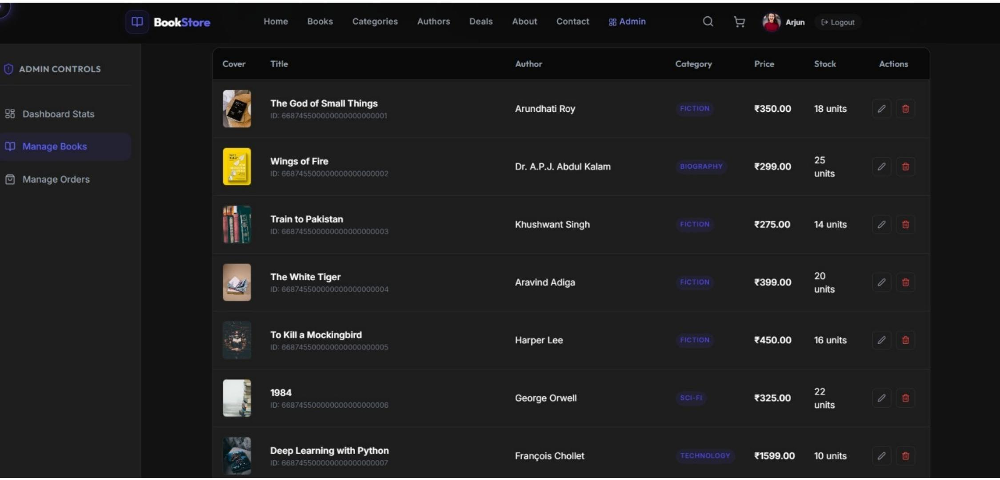 BookStore
Home Books Categories Authors Deals About Contact Admin Arjun Logout
ADMIN CONTROLS
Dashboard Stats
Manage Books
Manage Orders
Cover Title Author Category Price Stock Actions
The God of Small Things
ID: 668745500000000000000001
Arundhati Roy FICTION ₹350.00 18 units
Wings of Fire
ID: 668745500000000000000002
Dr. A.P.J. Abdul Kalam BIOGRAPHY ₹299.00 25
units
Train to Pakistan
ID: 668745500000000000000003
Khushwant Singh FICTION ₹275.00 14 units
The White Tiger
ID: 668745500000000000000004
Aravind Adiga FICTION ₹399.00 20
units
To Kill a Mockingbird
ID: 668745500000000000000005
Harper Lee FICTION ₹450.00 16 units
1984
ID: 668745500000000000000006
George Orwell SCI-FI ₹325.00 22
units
Deep Learning with Python
ID: 668745500000000000000007
François Chollet TECHNOLOGY ₹1599.00 10 units